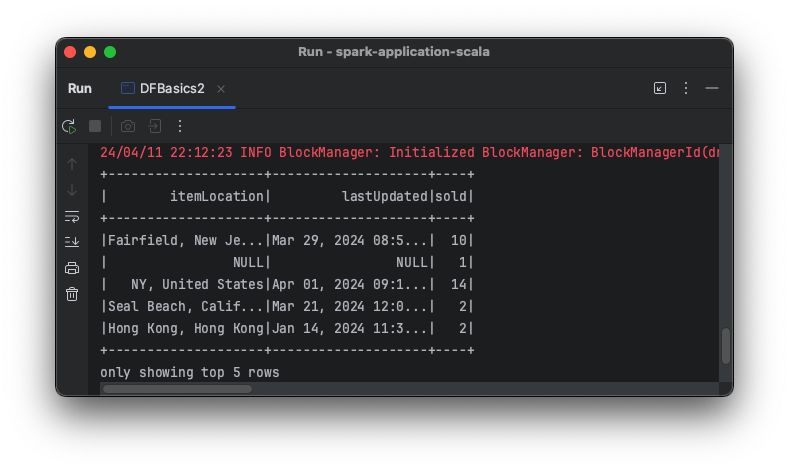 Run - spark-application-scala
Run DFBasics2
24/04/11 22:12:23 INFO BlockManager: Initialized BlockManager: BlockManagerId(dr
+--------------------+--------------------+----+
|        itemLocation|         lastUpdated|sold|
+--------------------+--------------------+----+
|Fairfield, New Je...|Mar 29, 2024 08:5...|  10|
|                NULL|                NULL|   1|
|   NY, United States|Apr 01, 2024 09:1...|  14|
|Seal Beach, Calif...|Mar 21, 2024 12:0...|   2|
|Hong Kong, Hong Kong|Jan 14, 2024 11:3...|   2|
+--------------------+--------------------+----+
only showing top 5 rows